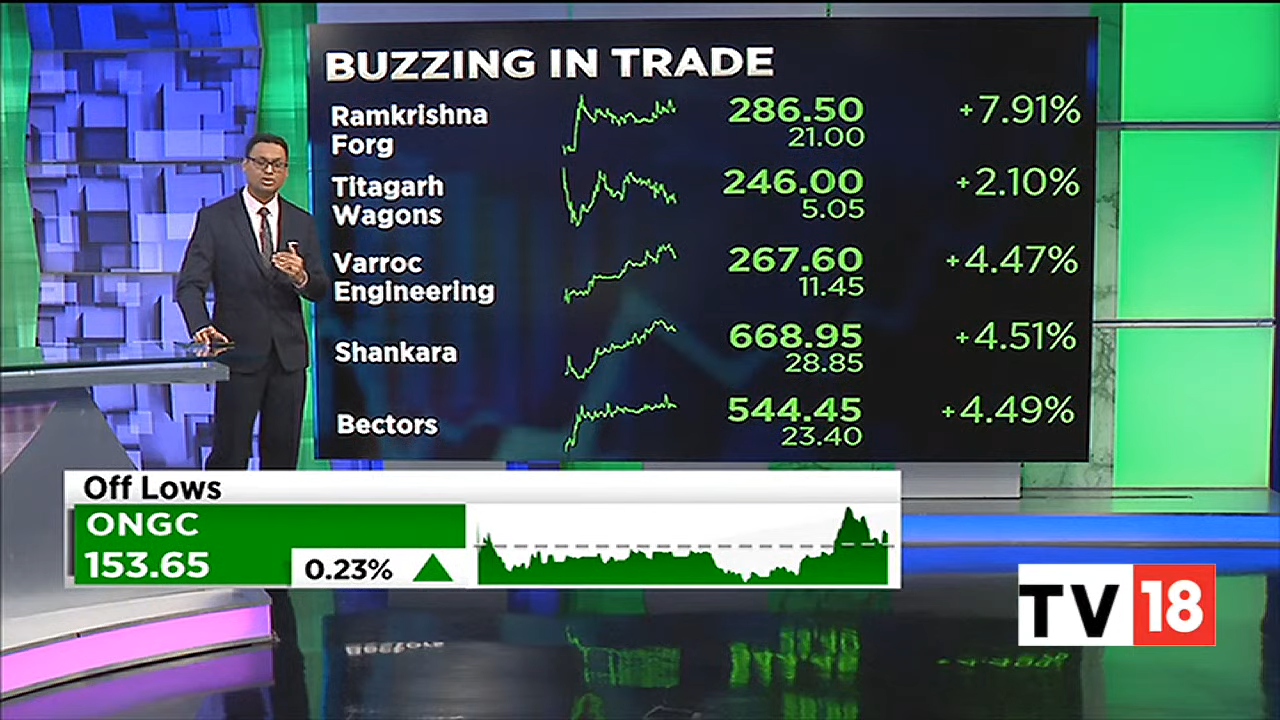 BUZZING IN TRADE
Ramkrishna
Forg
286.50
21.00
+7.91%
Titagarh
Wagons
246.00
5.05
+2.10%
Varroc
Engineering
267.60
11.45
+4.47%
Shankara
668.95
28.85
+4.51%
Bectors
544.45
23.40
+4.49%
Off Lows
ONGC
153.65
0.23%
TV18